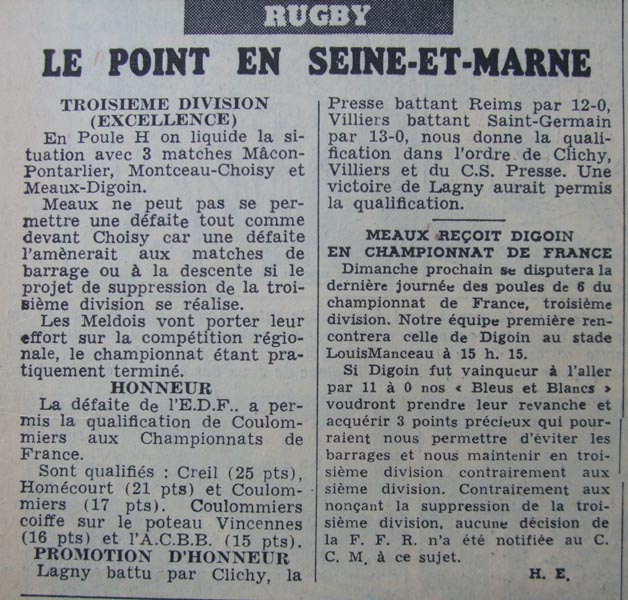 RUGBY
LE POINT EN SEINE-ET-MARNE
TROISIEME DIVISION
(EXCELLENCE)
En Poule H on liquide la si-
tuation avec 3 matches Mâcon-
Pontarlier, Montceau-Choisy et
Meaux-Digoin.
Meaux ne peut pas se per-
mettre une défaite tout comme
devant Choisy car une défaite
l'amènerait aux matches de
barrage ou à la descente si le
projet de suppression de la troi-
sième division se réalise.
Les Meldois vont porter leur
effort sur la compétition régio-
nale, le championnat étant pra-
tiquement terminé.
HONNEUR
La défaite de l'E.D.F.. a per-
mis la qualification de Coulom-
miers aux Championnats de
France.
Sont qualifiés : Creil (25 pts),
Homécourt (21 pts) et Coulom-
miers (17 pts). Coulommiers
coiffe sur le poteau Vincennes
(16 pts) et l'A.C.B.B. (15 pts).
PROMOTION D'HONNEUR
Lagny battu par Clichy, la
Presse battant Reims par 12-0,
Villiers battant Saint-Germain
par 13-0, nous donne la quali-
fication dans l'ordre de Clichy,
Villiers et du C.S. Presse. Une
victoire de Lagny aurait permis
la qualification.
MEAUX REÇOIT DIGOIN
EN CHAMPIONNAT DE FRANCE
Dimanche prochain se disputera la
dernière journée des poules de 6 du
championnat de France, troisième
division. Notre équipe première ren-
contrera celle de Digoin au stade
LouisManceau à 15 h. 15.
Si Digoin fut vainqueur à l'aller
par 11 à 0 nos « Bleus et Blancs »
voudront prendre leur revanche et
acquérir 3 points précieux qui pour-
raient nous permettre d'éviter les
barrages et nous maintenir en troi-
sième division contrairement aux
sième division. Contrairement aux
nonçant la suppression de la troi-
sième division, aucune décision de
la F. F. R. n'a été notifiée au C.
C. M. à ce sujet.
H. E.